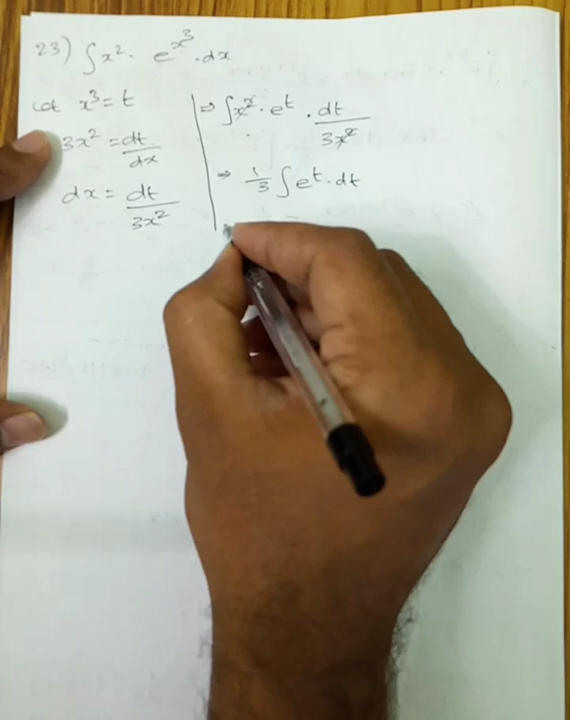 23) ∫x². e^x³.dx
Let x³ = t
3x² = dt/dx
dx = dt/3x²
⇒ ∫x². e^t . dt/3x²
⇒ 1/3 ∫e^t. dt